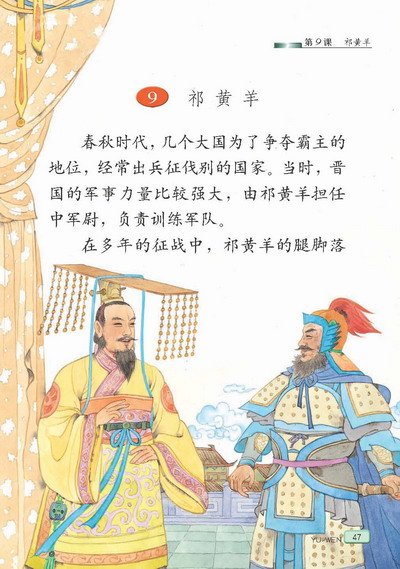 第9课 祁黄羊
9 祁黄羊
春秋时代，几个大国为了争夺霸主的
地位，经常出兵征伐别的国家。当时，晋
国的军事力量比较强大，由祁黄羊担任
中军尉，负责训练军队。
在多年的征战中，祁黄羊的腿脚落
YU WEN 47